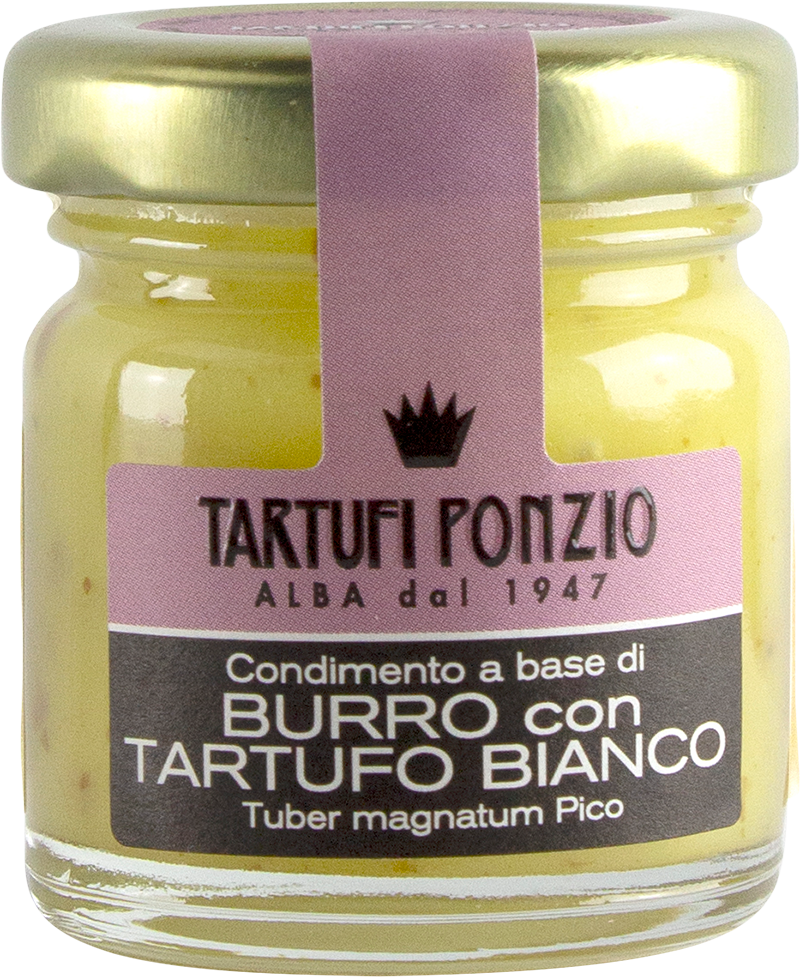 TARTUFI PONZIO
ALBA dal 1947
Condimento a base di
BURRO con
TARTUFO BIANCO
Tuber magnatum Pico